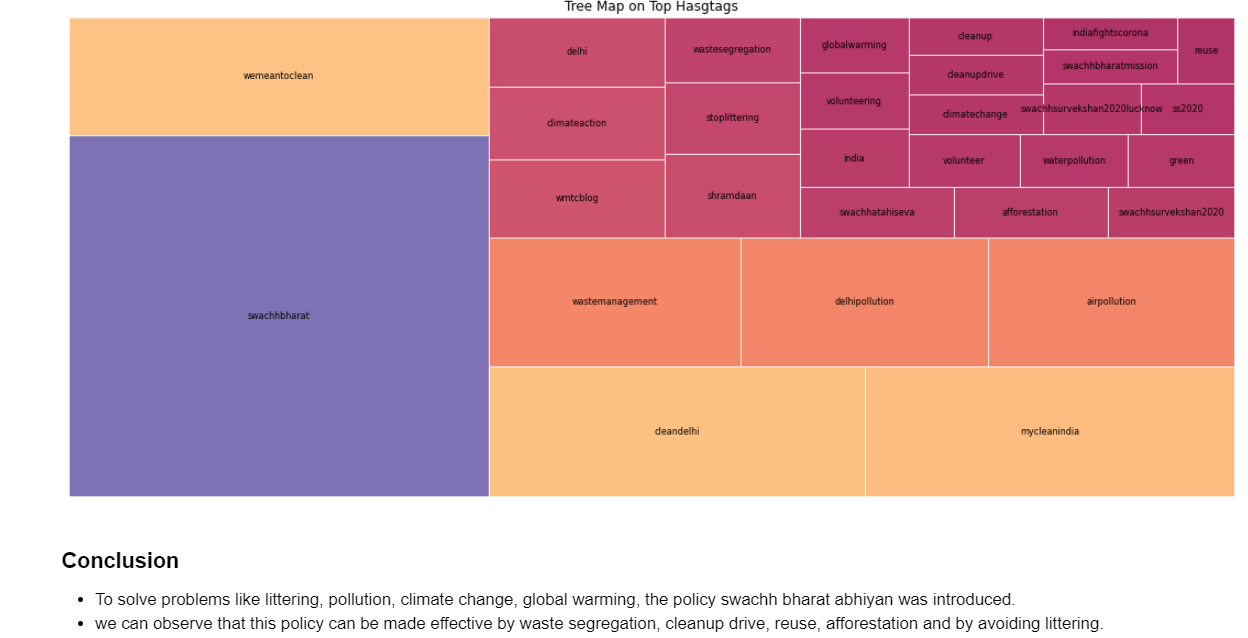 Tree Map on Top Hasgtags
wemeantoclean
swachhbharat
delhi
climateaction
wmtcblog
wastesegregation
stoplittering
shramdaan
globalwarming
volunteering
india
cleanup
cleanupdrive
climatechange
indiafightscorona
swachhbharatmission
reuse
swachhsurvekshan2020lucknow
ss2020
volunteer
waterpollution
green
swachhatahiseva
afforestation
swachhsurvekshan2020
wastemanagement
delhipollution
airpollution
cleandelhi
mycleanindia
Conclusion
• To solve problems like littering, pollution, climate change, global warming, the policy swachh bharat abhiyan was introduced.
• we can observe that this policy can be made effective by waste segregation, cleanup drive, reuse, afforestation and by avoiding littering.